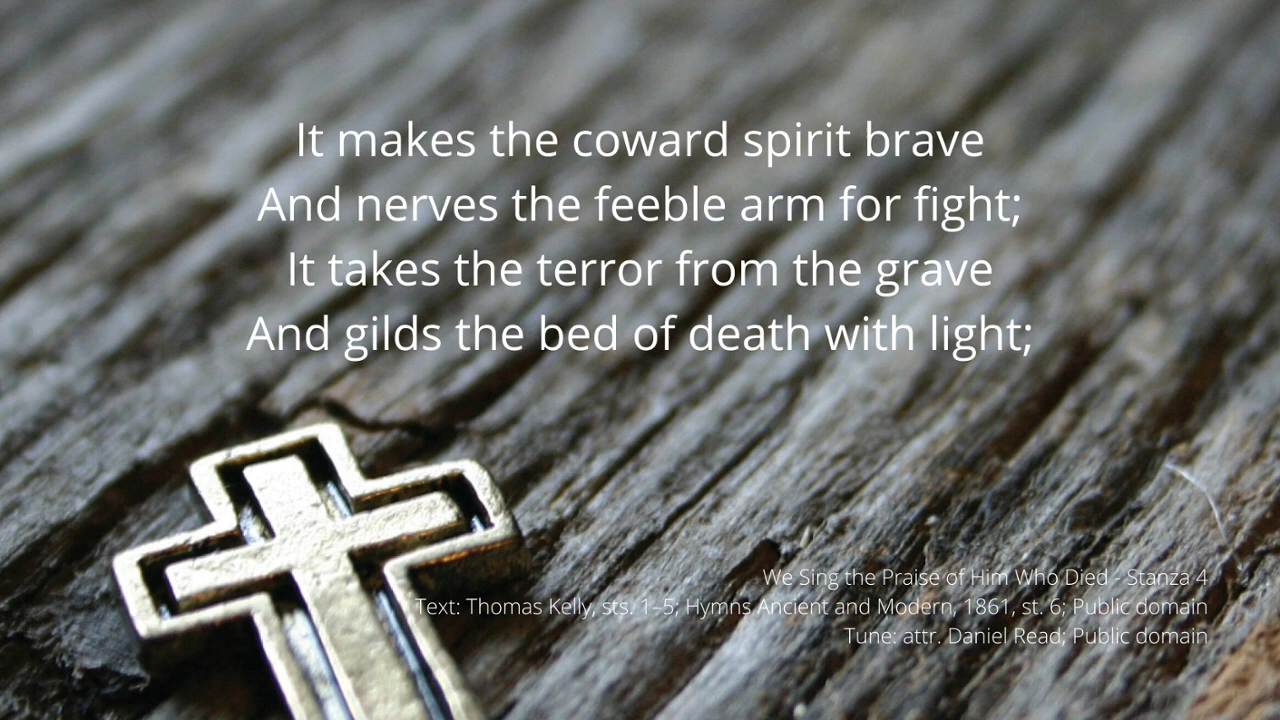 It makes the coward spirit brave
And nerves the feeble arm for fight;
It takes the terror from the grave
And gilds the bed of death with light;
We Sing the Praise of Him Who Died - Stanza 4
Text: Thomas Kelly, sts. 1–5; Hymns Ancient and Modern, 1861, st. 6; Public domain
Tune: attr. Daniel Read; Public domain